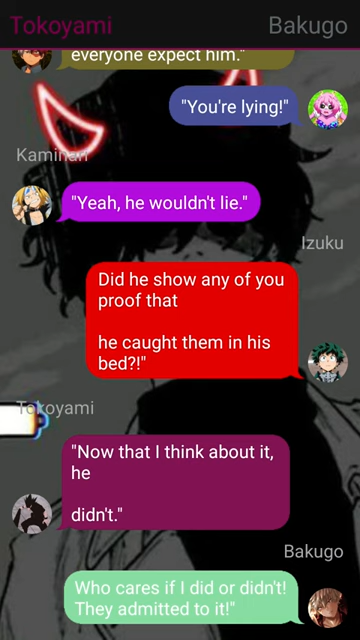 Tokoyami
Bakugo
everyone expect him."
"You're lying!"
Kaminari
"Yeah, he wouldn't lie."
Izuku
Did he show any of you
proof that
he caught them in his
bed?!"
Tokoyami
"Now that I think about it,
he
didn't."
Bakugo
Who cares if I did or didn't!
They admitted to it!"